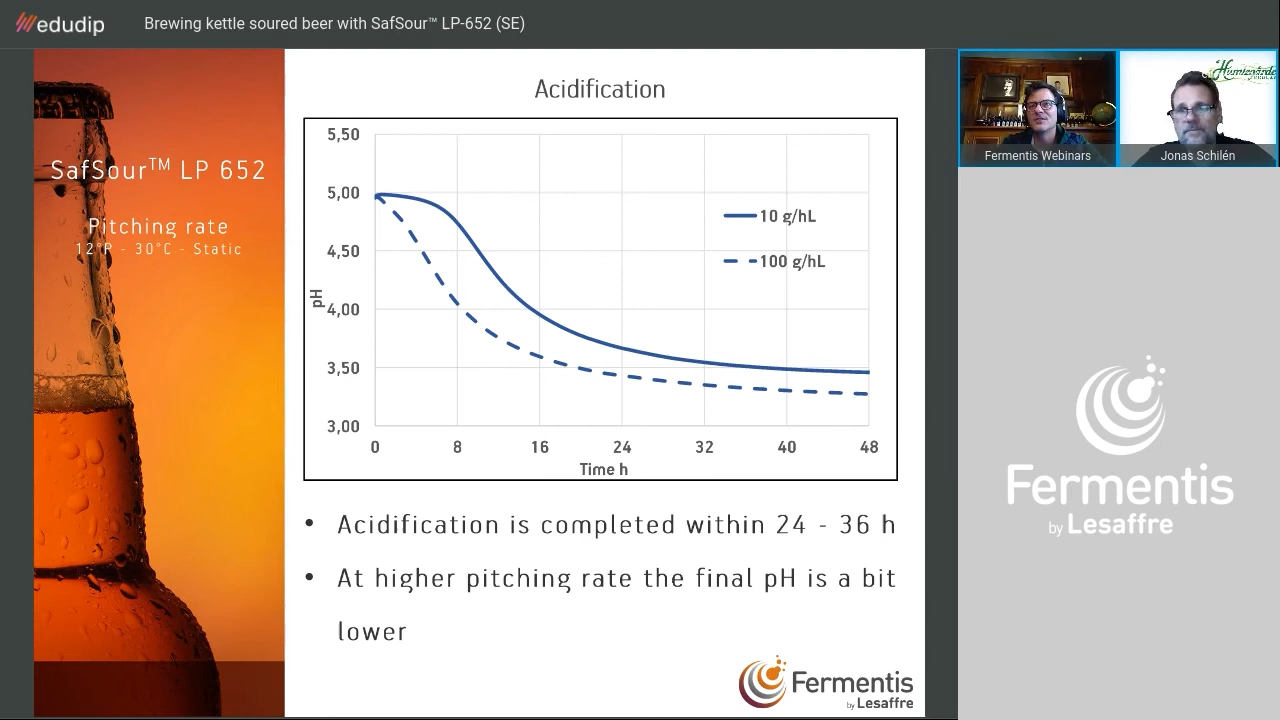 edudip
Brewing kettle soured beer with SafSour™ LP-652 (SE)
SafSour™ LP 652
Pitching rate
12°P - 30°C - Static
Acidification
5,50
5,00
4,50
4,00
3,50
3,00
pH
0 8 16 24 32 40 48
Time h
10 g/hL
100 g/hL
• Acidification is completed within 24 - 36 h
• At higher pitching rate the final pH is a bit
lower
Fermentis
by Lesaffre
Fermentis Webinars
Jonas Schilén
Fermentis
by Lesaffre